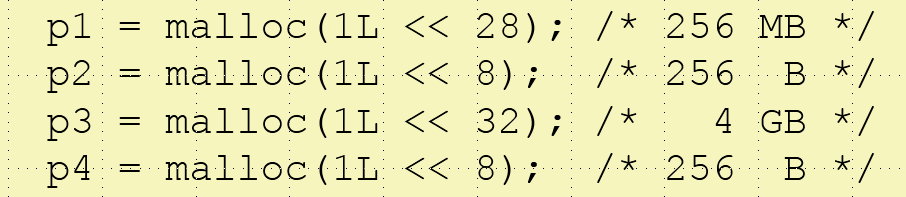 p1 = malloc(1L << 28); /* 256 MB */
p2 = malloc(1L << 8);  /* 256  B */
p3 = malloc(1L << 32); /*   4 GB */
p4 = malloc(1L << 8);  /* 256  B */